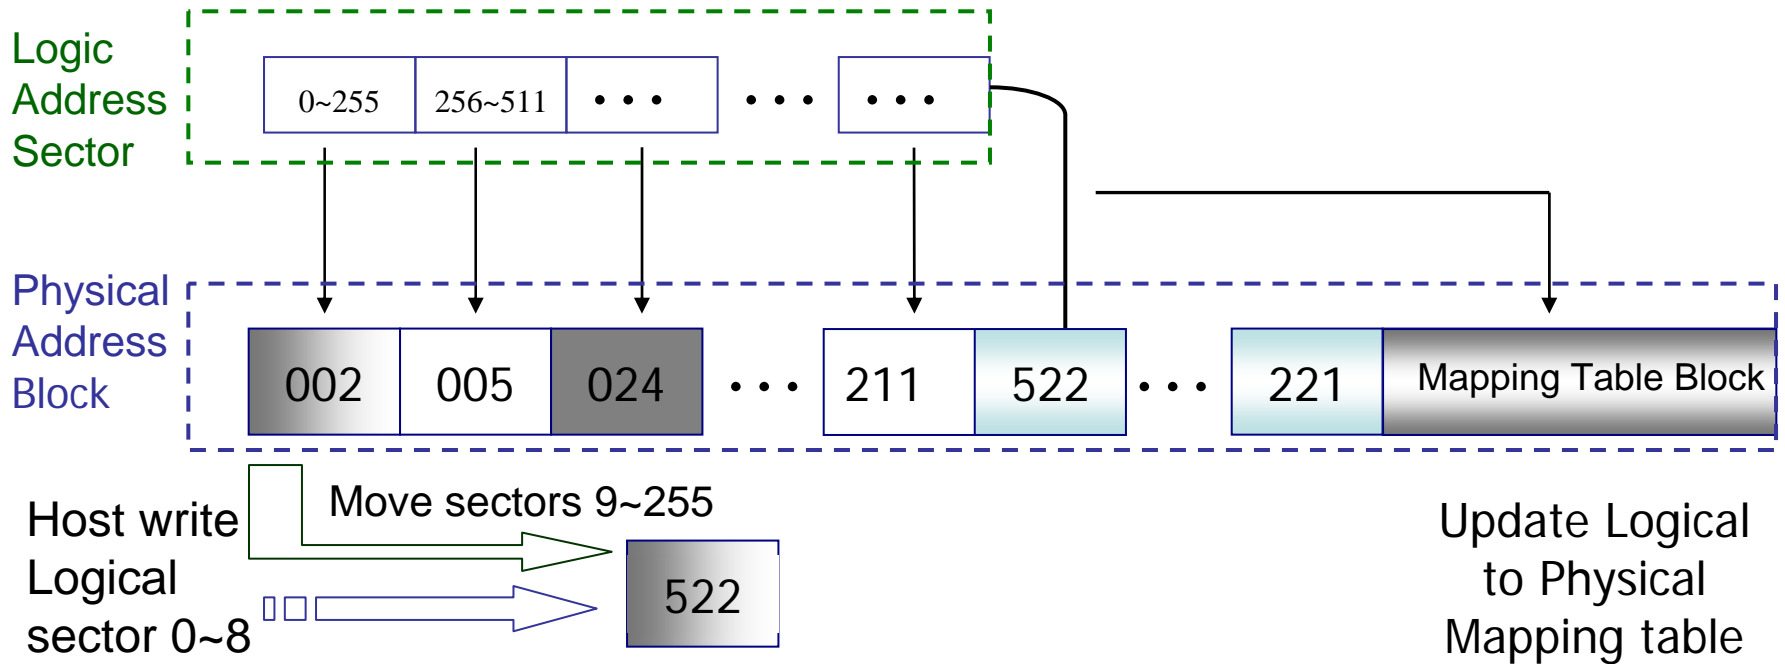 Logic
Address
Sector
0~255 256~511 • • • • • • • • •
Physical
Address
Block
002 005 024 • • • 211 522 • • • 221 Mapping Table Block
Host write
Logical
sector 0~8
Move sectors 9~255
522
Update Logical
to Physical
Mapping table